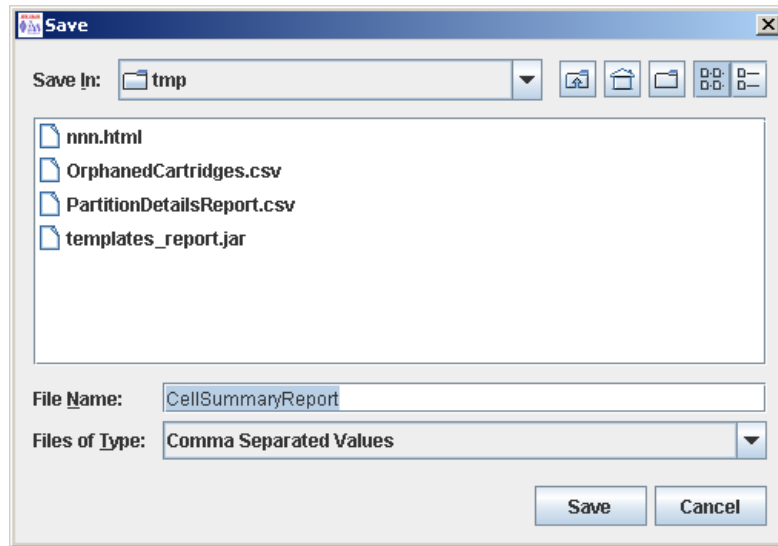 Save
Save In: tmp
nnn.html
OrphanedCartridges.csv
PartitionDetailsReport.csv
templates_report.jar
File Name: CellSummaryReport
Files of Type: Comma Separated Values
Save Cancel